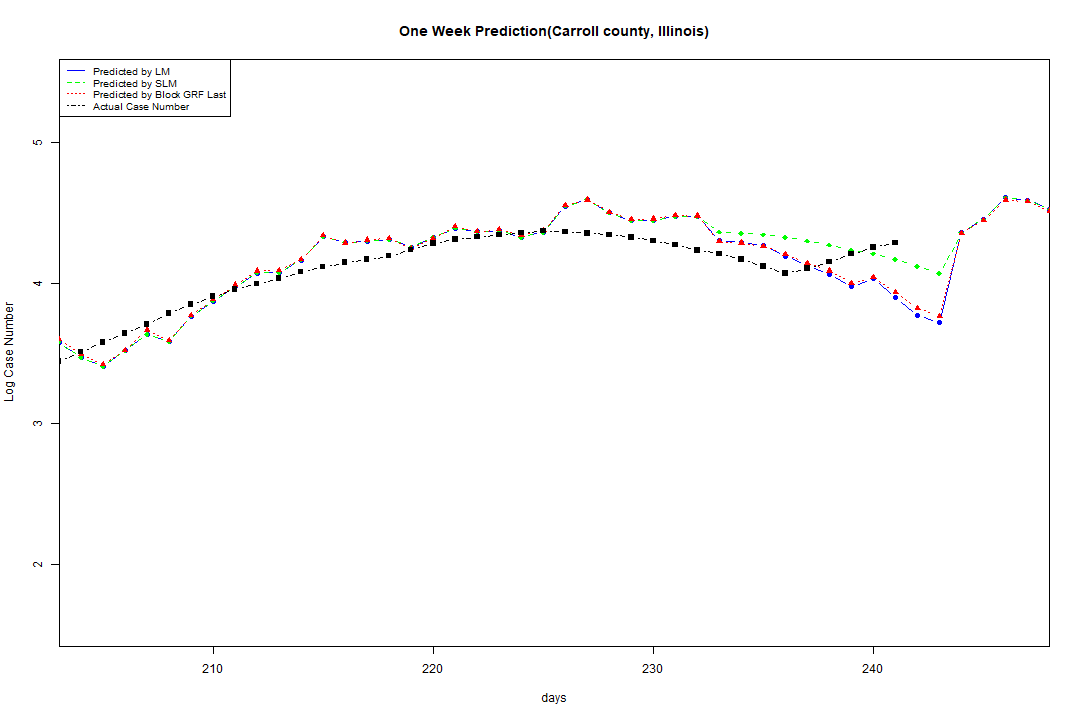 One Week Prediction(Carroll county, Illinois)
Predicted by LM
Predicted by SLM
Predicted by Block GRF Last
Actual Case Number
5
4
3
2
Log Case Number
210 220 230 240
days